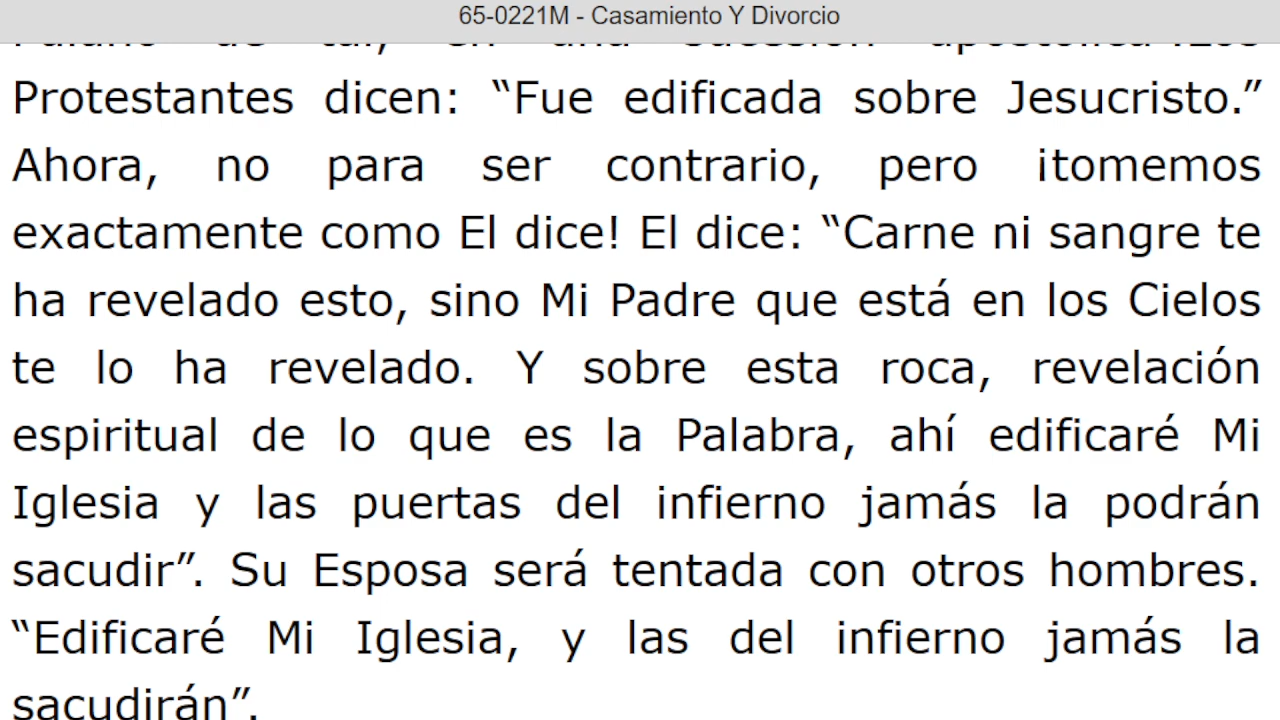 65-0221M - Casamiento Y Divorcio
Protestantes dicen: “Fue edificada sobre Jesucristo.”
Ahora, no para ser contrario, pero ¡tomemos
exactamente como El dice! El dice: “Carne ni sangre te
ha revelado esto, sino Mi Padre que está en los Cielos
te lo ha revelado. Y sobre esta roca, revelación
espiritual de lo que es la Palabra, ahí edificaré Mi
Iglesia y las puertas del infierno jamás la podrán
sacudir”. Su Esposa será tentada con otros hombres.
“Edificaré Mi Iglesia, y las del infierno jamás la
sacudirán”.